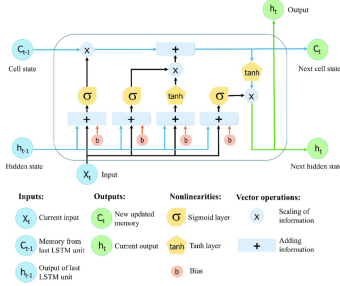 hₜ Output
Cₜ₋₁ x + Cₜ
Cell state Next cell state
x tanh
σ σ tanh σ x
+ + + +
hₜ₋₁ b b b b hₜ
Hidden state Next hidden state
Xₜ Input
Inputs: Outputs: Nonlinearities: Vector operations:
Xₜ Current input
Cₜ₋₁ Memory from
last LSTM unit
hₜ₋₁ Output of last
LSTM unit
Cₜ New updated
memory
hₜ Current output
σ Sigmoid layer
tanh Tanh layer
b Bias
x Scaling of
information
+ Adding
information